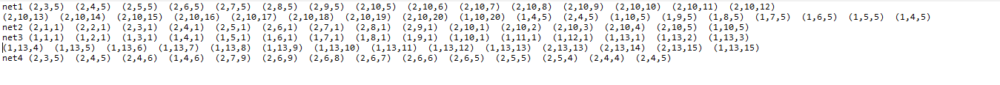 net1 (2,3,5) (2,4,5) (2,5,5) (2,6,5) (2,7,5) (2,8,5) (2,9,5) (2,10,5) (2,10,6) (2,10,7) (2,10,8) (2,10,9) (2,10,10) (2,10,11) (2,10,12)
(2,10,13) (2,10,14) (2,10,15) (2,10,16) (2,10,17) (2,10,18) (2,10,19) (2,10,20) (1,10,20) (1,4,5) (2,4,5) (1,10,5) (1,9,5) (1,8,5) (1,7,5) (1,6,5) (1,5,5) (1,4,5)
net2 (2,1,1) (2,2,1) (2,3,1) (2,4,1) (2,5,1) (2,6,1) (2,7,1) (2,8,1) (2,9,1) (2,10,1) (2,10,2) (2,10,3) (2,10,4) (2,10,5) (1,10,5)
net3 (1,1,1) (1,2,1) (1,3,1) (1,4,1) (1,5,1) (1,6,1) (1,7,1) (1,8,1) (1,9,1) (1,10,1) (1,11,1) (1,12,1) (1,13,1) (1,13,2) (1,13,3)
(1,13,4) (1,13,5) (1,13,6) (1,13,7) (1,13,8) (1,13,9) (1,13,10) (1,13,11) (1,13,12) (1,13,13) (2,13,13) (2,13,14) (2,13,15) (1,13,15)
net4 (2,3,5) (2,4,5) (2,4,6) (1,4,6) (2,7,9) (2,6,9) (2,6,8) (2,6,7) (2,6,6) (2,6,5) (2,5,5) (2,5,4) (2,4,4) (2,4,5)